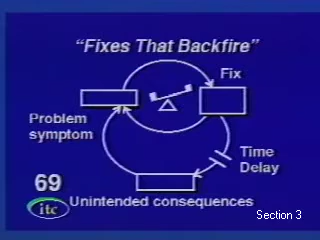 “Fixes That Backfire”
Fix
Problem
symptom
Time
Delay
69
itc
Unintended consequences
Section 3